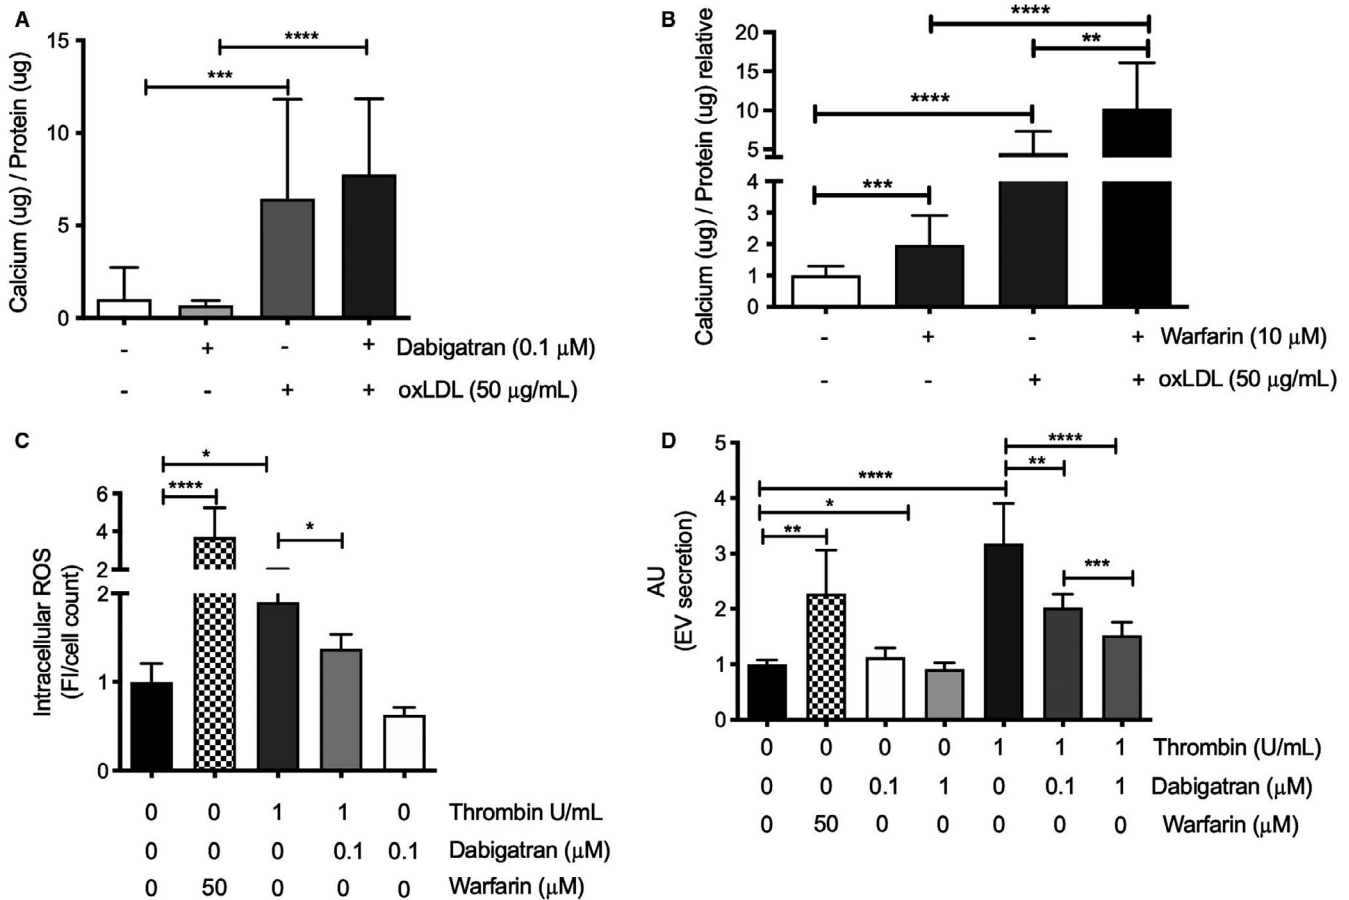 A
Calcium (ug) / Protein (ug)
15
10
5
0
***
****
- + - + Dabigatran (0.1 μM)
- - + + oxLDL (50 μg/mL)
B
Calcium (ug) / Protein (ug) relative
20
15
10
5
4
3
2
1
0
****
**
****
***
- + - + Warfarin (10 μM)
- - + + oxLDL (50 μg/mL)
C
Intracellular ROS
(FI/cell count)
6
4
2
2
1
0
*
****
*
0 0 1 1 0 Thrombin U/mL
0 0 0 0.1 0.1 Dabigatran (μM)
0 50 0 0 0 Warfarin (μM)
D
AU
(EV secretion)
5
4
3
2
1
0
****
**
****
*
**
***
0 0 0 0 1 1 1 Thrombin (U/mL)
0 0 0.1 1 0 0.1 1 Dabigatran (μM)
0 50 0 0 0 0 0 Warfarin (μM)